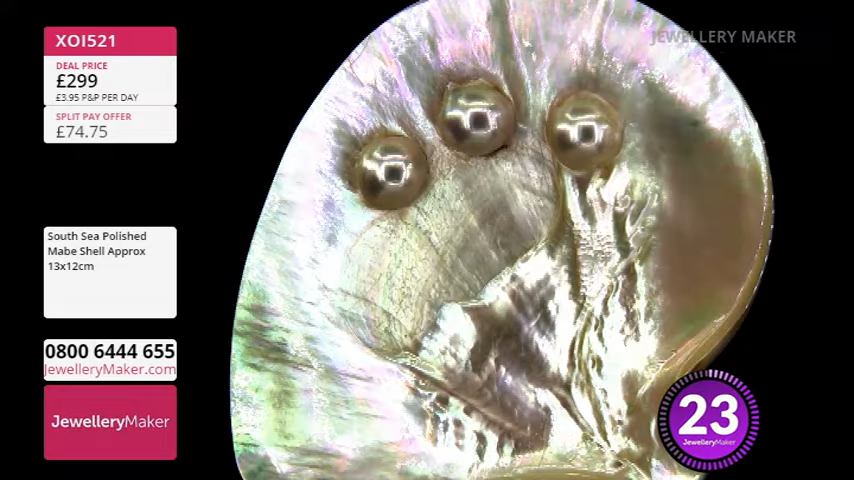 XOI521
DEAL PRICE
£299
£3.95 P&P PER DAY
SPLIT PAY OFFER
£74.75
South Sea Polished
Mabe Shell Approx
13x12cm
0800 6444 655
JewelleryMaker.com
JewelleryMaker
JEWELLERY MAKER
23
JewelleryMaker